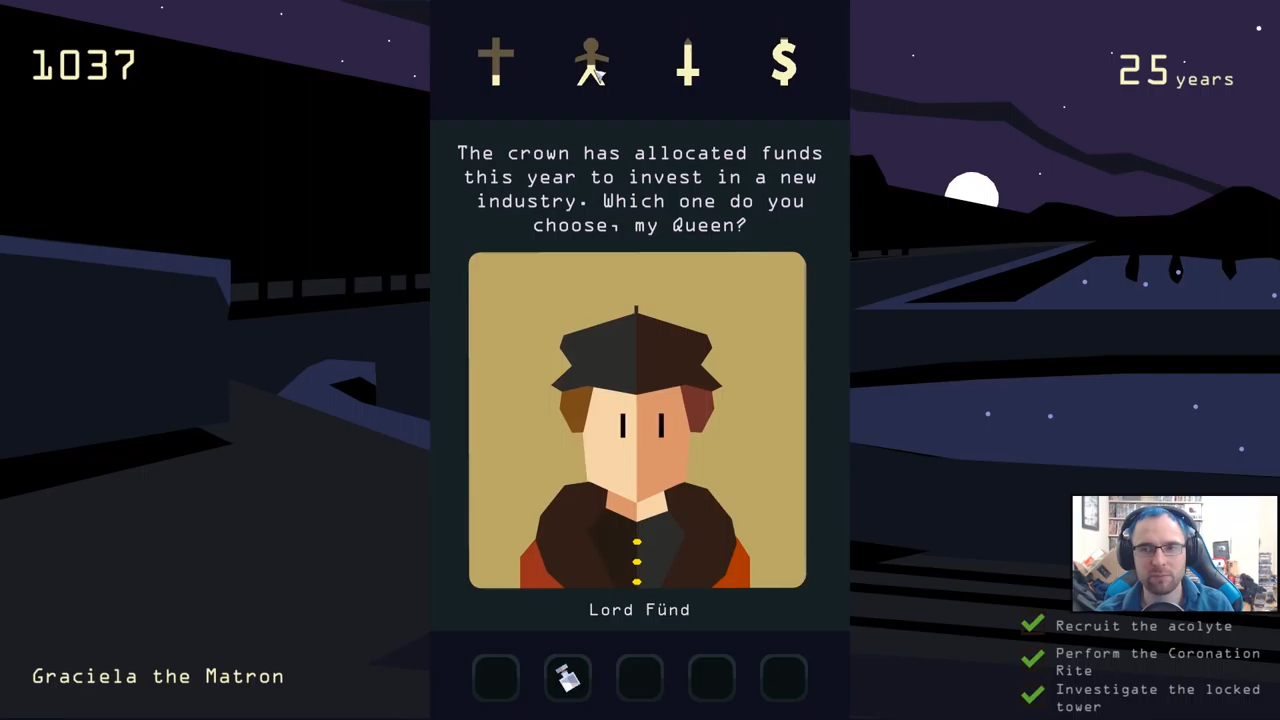 1037
25 years
The crown has allocated funds
this year to invest in a new
industry. Which one do you
choose, my Queen?
Lord Fünd
Graciela the Matron
Recruit the acolyte
Perform the Coronation
Rite
Investigate the locked
tower